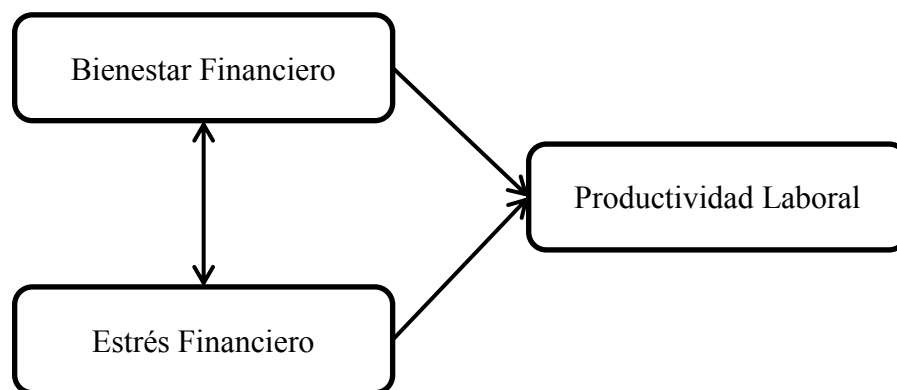 Bienestar Financiero
Productividad Laboral
Estrés Financiero